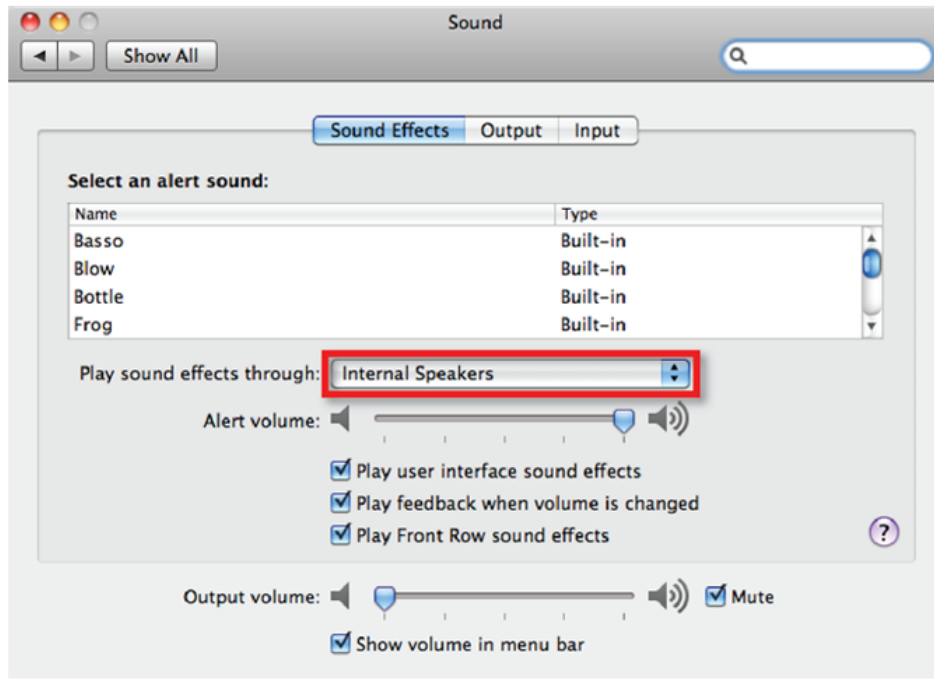 Sound
Show All
Sound Effects Output Input
Select an alert sound:
Name Type
Basso Built-in
Blow Built-in
Bottle Built-in
Frog Built-in
Play sound effects through: Internal Speakers
Alert volume:
Play user interface sound effects
Play feedback when volume is changed
Play Front Row sound effects
?
Output volume: Mute
Show volume in menu bar